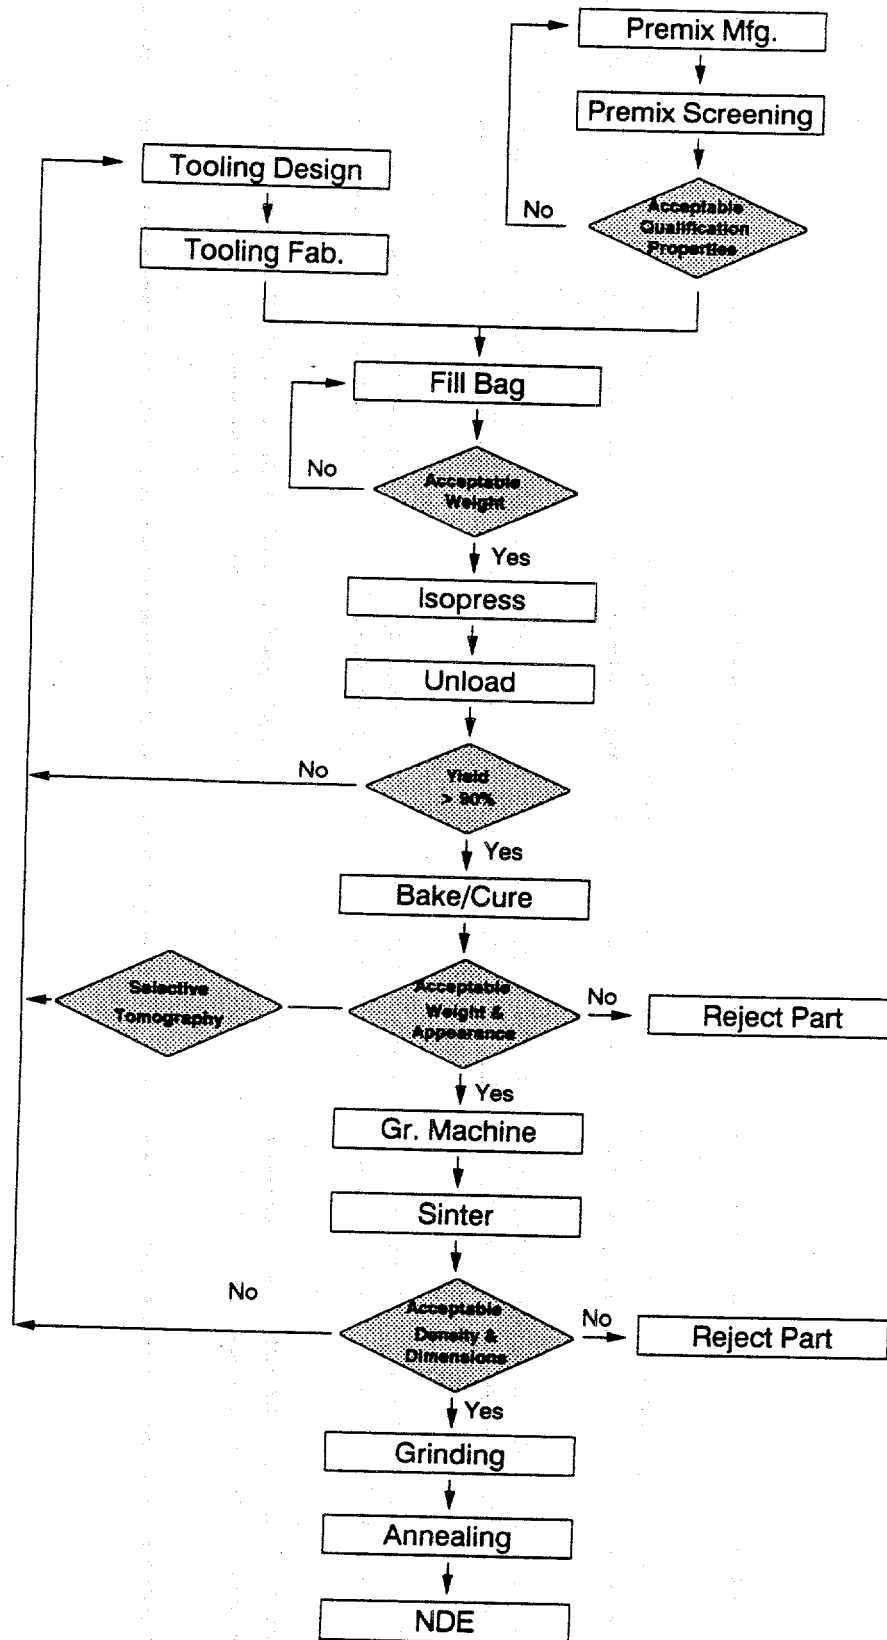 Premix Mfg.
Premix Screening
Tooling Design
No
Acceptable
Qualification
Properties
Tooling Fab.
Fill Bag
No
Acceptable
Weight
Yes
Isopress
Unload
No
Yield
> 90%
Yes
Bake/Cure
Selective
Tomography
Acceptable
Weight &
Appearance
No
Reject Part
Yes
Gr. Machine
Sinter
No
Acceptable
Density &
Dimensions
No
Reject Part
Yes
Grinding
Annealing
NDE